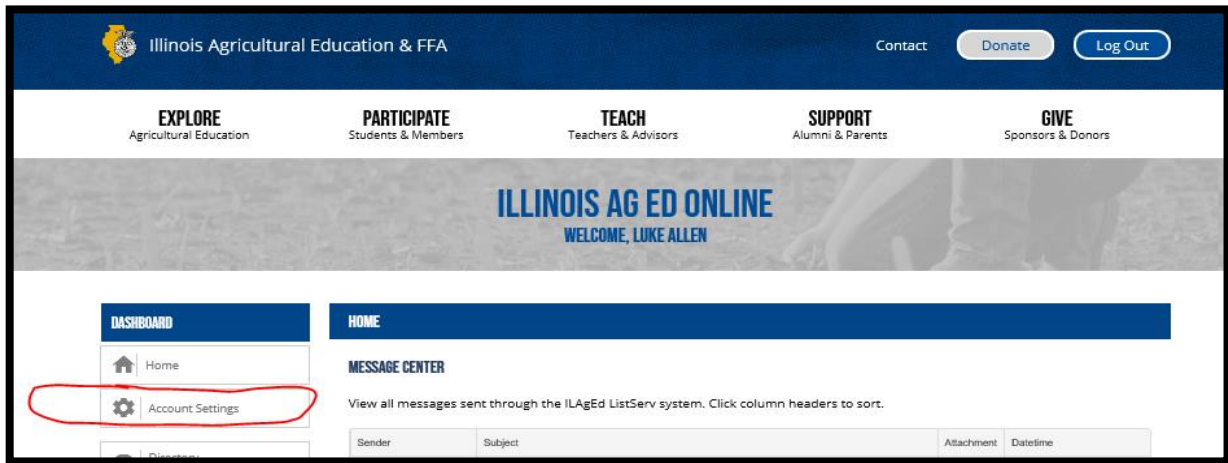 Illinois Agricultural Education & FFA
Contact
Donate
Log Out
EXPLORE
Agricultural Education
PARTICIPATE
Students & Members
TEACH
Teachers & Advisors
SUPPORT
Alumni & Parents
GIVE
Sponsors & Donors
ILLINOIS AG ED ONLINE
WELCOME, LUKE ALLEN
DASHBOARD
Home
Account Settings
Directory
HOME
MESSAGE CENTER
View all messages sent through the ILAgEd ListServ system. Click column headers to sort.
Sender Subject Attachment Datetime